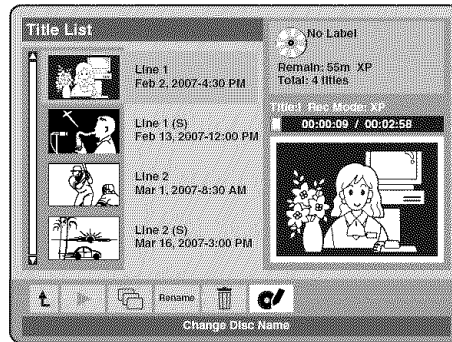 Title List
Line 1
Feb 2, 2007-4:30 PM
Line 1 (S)
Feb 13, 2007-12:00 PM
Line 2
Mar 1, 2007-8:30 AM
Line 2 (S)
Mar 16, 2007-3:00 PM
No Label
Remain: 55m XP
Total: 4 titles
Title:1 Rec Mode: XP
00:00:09 / 00:02:58
Rename
Change Disc Name